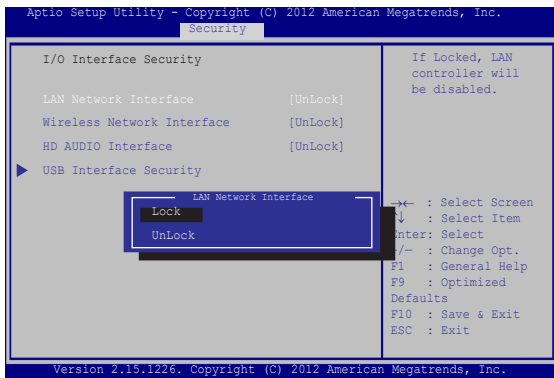 Aptio Setup Utility - Copyright (C) 2012 American Megatrends, Inc.
Security
I/O Interface Security
LAN Network Interface [UnLock]
Wireless Network Interface [UnLock]
HD AUDIO Interface [UnLock]
USB Interface Security
LAN Network Interface
Lock
UnLock
If Locked, LAN
controller will
be disabled.
→← : Select Screen
↑↓ : Select Item
Enter: Select
+/— : Change Opt.
F1 : General Help
F9 : Optimized
Defaults
F10 : Save & Exit
ESC : Exit
Version 2.15.1226. Copyright (C) 2012 American Megatrends, Inc.